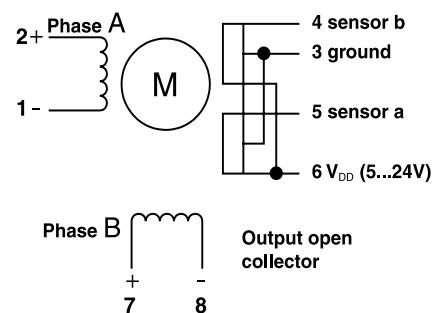 Phase A
2+
1-
M
4 sensor b
3 ground
5 sensor a
6 VDD (5...24V)
Phase B
+ -
7 8
Output open
collector